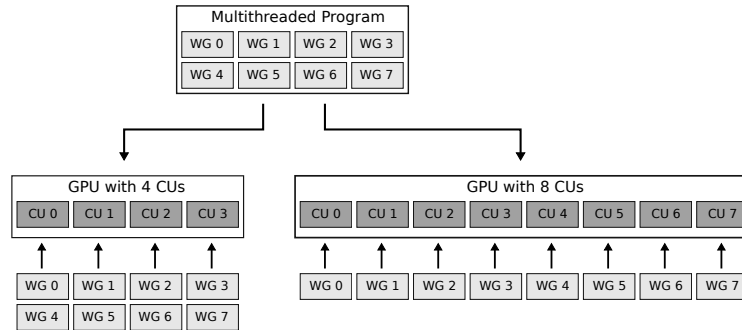 Multithreaded Program
WG 0 WG 1 WG 2 WG 3
WG 4 WG 5 WG 6 WG 7
GPU with 4 CUs
CU 0 CU 1 CU 2 CU 3
WG 0 WG 1 WG 2 WG 3
WG 4 WG 5 WG 6 WG 7
GPU with 8 CUs
CU 0 CU 1 CU 2 CU 3 CU 4 CU 5 CU 6 CU 7
WG 0 WG 1 WG 2 WG 3 WG 4 WG 5 WG 6 WG 7